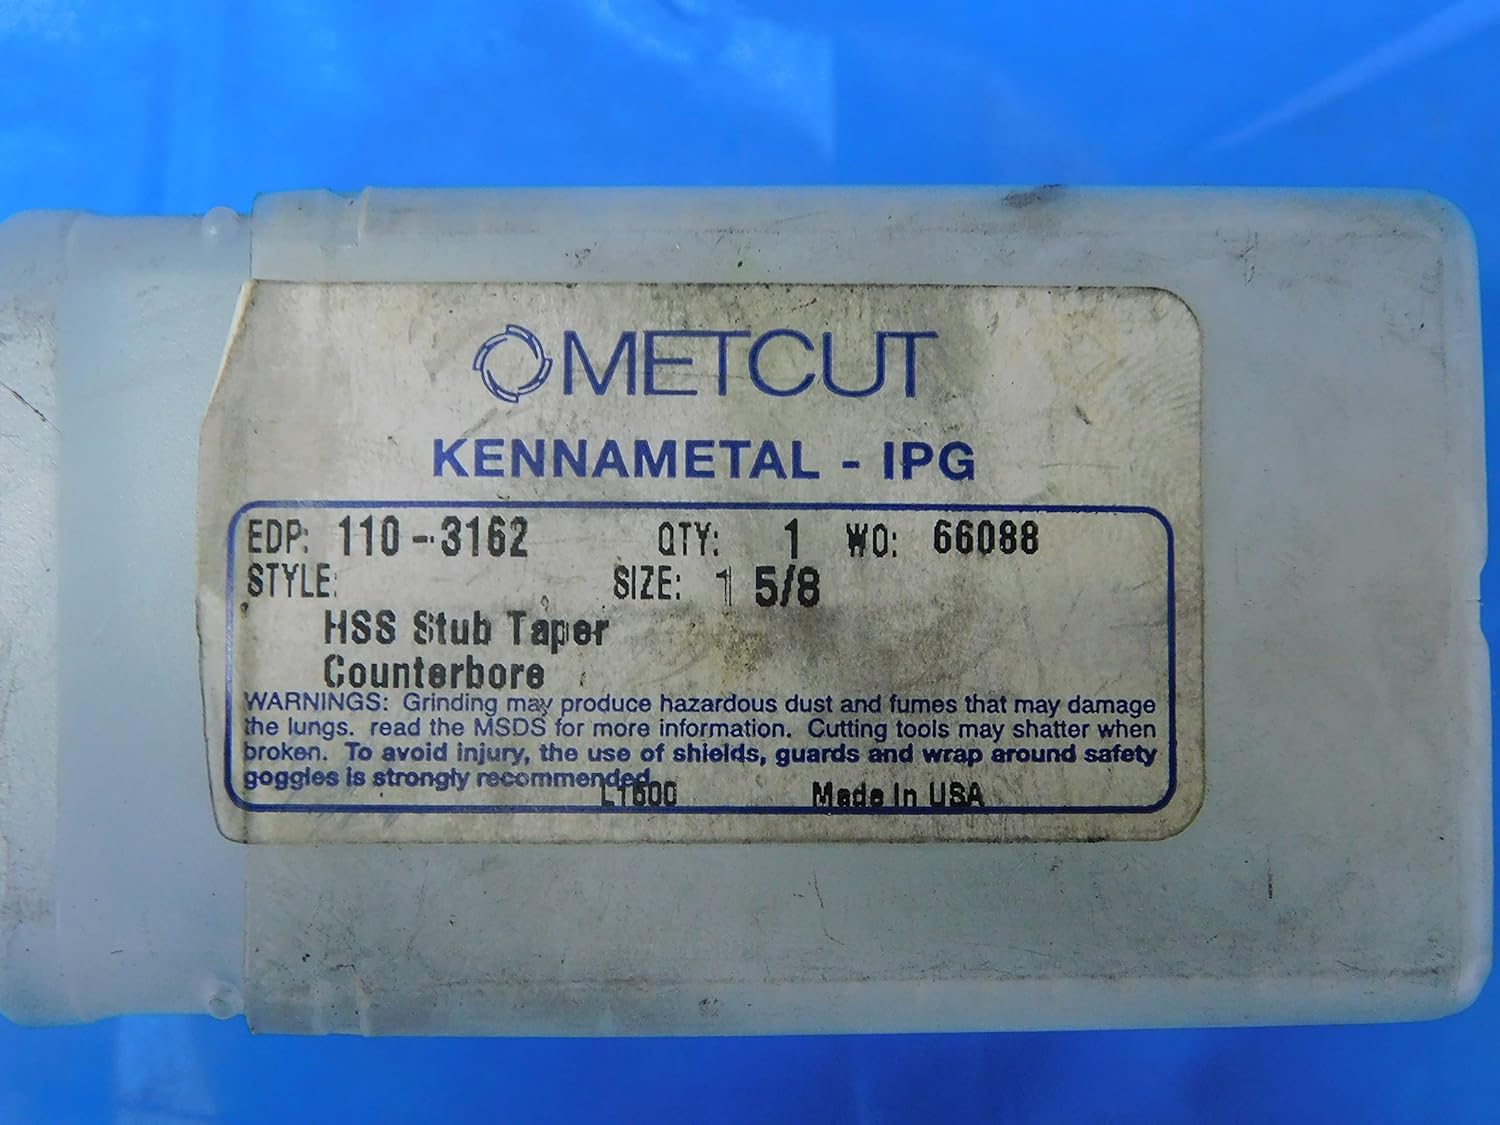 METCUT
KENNAMETAL - IPG
EDP: 110-3162 QTY: 1 WO: 66088
STYLE: SIZE: 1 5/8
HSS Stub Taper
Counterbore
WARNINGS: Grinding may produce hazardous dust and fumes that may damage
the lungs. read the MSDS for more information. Cutting tools may shatter when
broken. To avoid injury, the use of shields, guards and wrap around safety
goggles is strongly recommended.
Made In USA